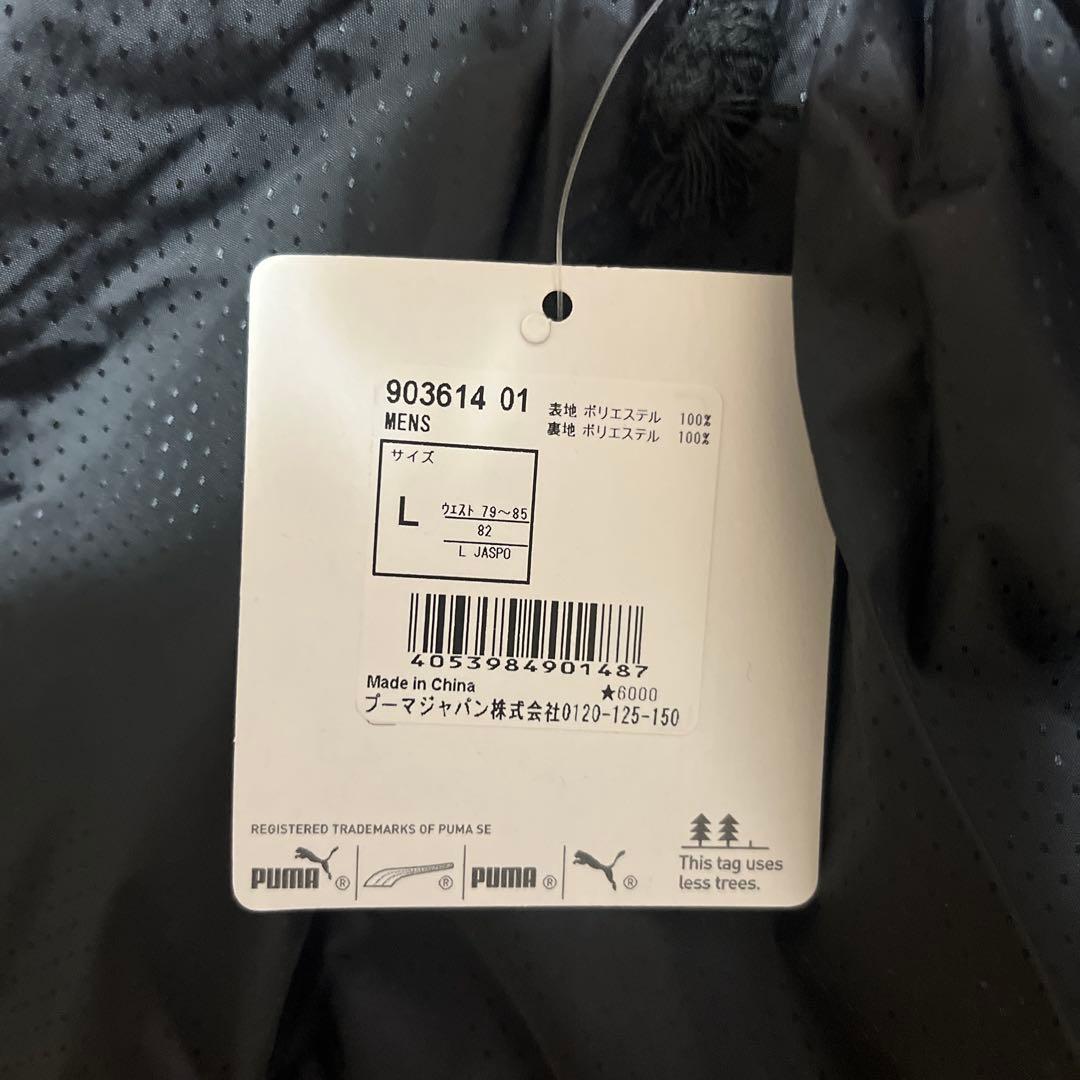 903614 01
MENS
表地 ポリエステル 100%
裏地 ポリエステル 100%
サイズ
L
ウエスト 79～85
82
L JASPO
4053984901487
Made in China
★6000
プーマジャパン株式会社0120-125-150
REGISTERED TRADEMARKS OF PUMA SE
PUMA ® ® PUMA ® ®
This tag uses
less trees.